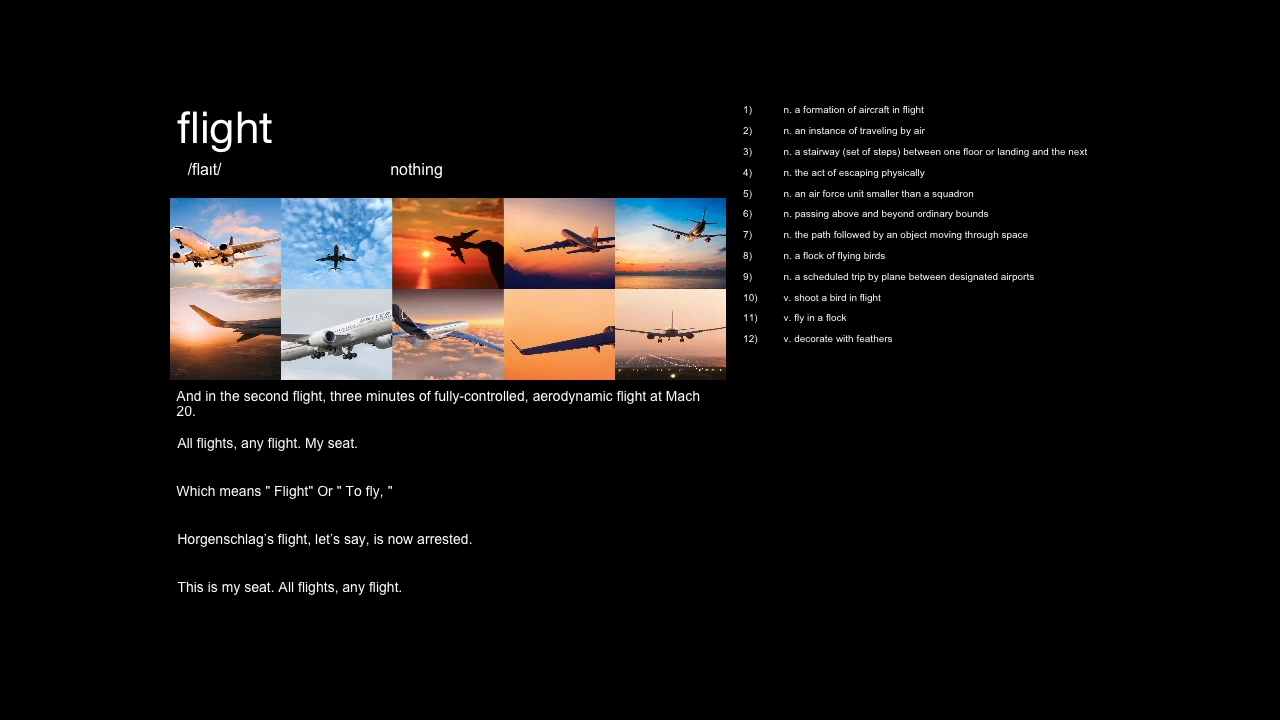 flight
/flaɪt/
nothing
And in the second flight, three minutes of fully-controlled, aerodynamic flight at Mach
20.
All flights, any flight. My seat.
Which means " Flight" Or " To fly, "
Horgenschlag's flight, let's say, is now arrested.
This is my seat. All flights, any flight.
1) n. a formation of aircraft in flight
2) n. an instance of traveling by air
3) n. a stairway (set of steps) between one floor or landing and the next
4) n. the act of escaping physically
5) n. an air force unit smaller than a squadron
6) n. passing above and beyond ordinary bounds
7) n. the path followed by an object moving through space
8) n. a flock of flying birds
9) n. a scheduled trip by plane between designated airports
10) v. shoot a bird in flight
11) v. fly in a flock
12) v. decorate with feathers